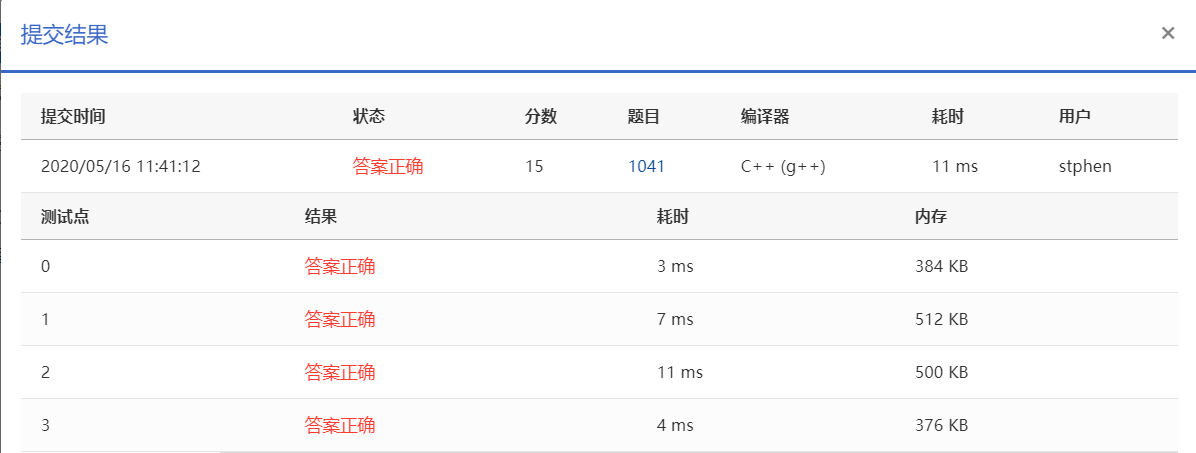 提交结果 ×
提交时间 状态 分数 题目 编译器 耗时 用户
2020/05/16 11:41:12 答案正确 15 1041 C++ (g++) 11 ms stphen
测试点 结果 耗时 内存
0 答案正确 3 ms 384 KB
1 答案正确 7 ms 512 KB
2 答案正确 11 ms 500 KB
3 答案正确 4 ms 376 KB